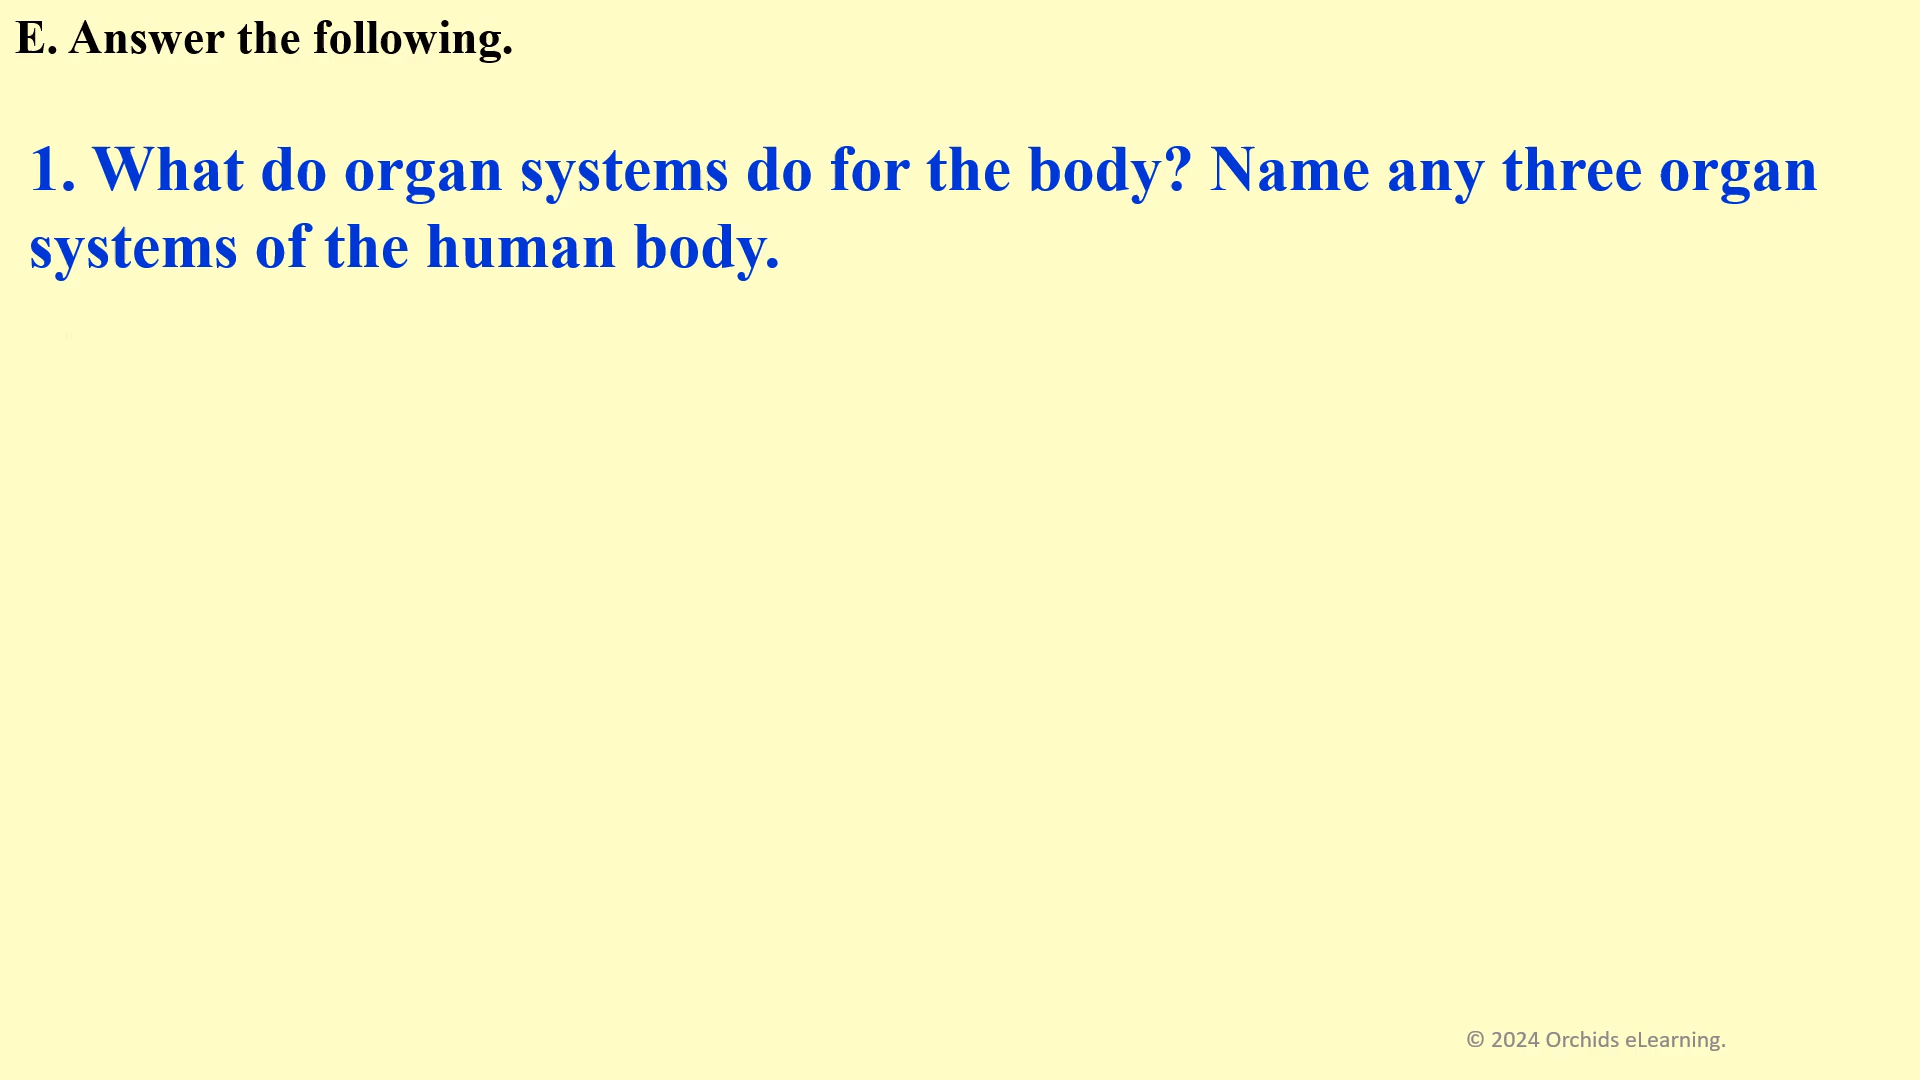 E. Answer the following.
1. What do organ systems do for the body? Name any three organ
systems of the human body.
© 2024 Orchids eLearning.